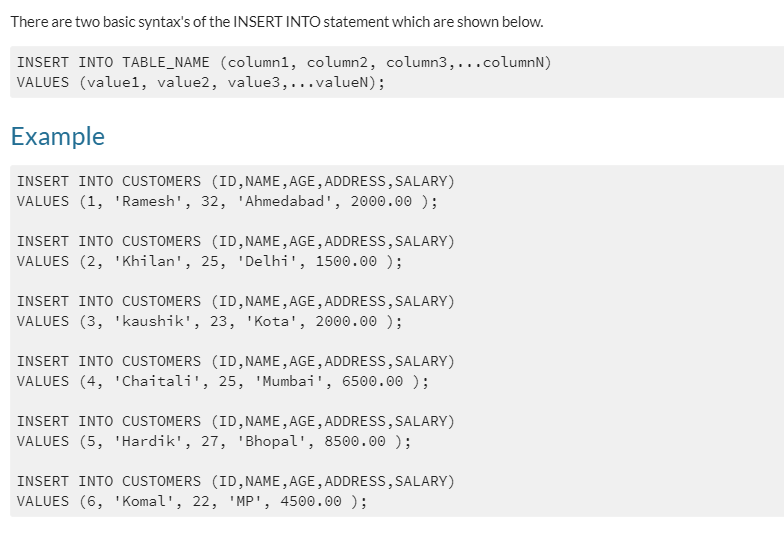 There are two basic syntax's of the INSERT INTO statement which are shown below.
INSERT INTO TABLE_NAME (column1, column2, column3,...columnN)
VALUES (value1, value2, value3,...valueN);
Example
INSERT INTO CUSTOMERS (ID,NAME,AGE,ADDRESS,SALARY)
VALUES (1, 'Ramesh', 32, 'Ahmedabad', 2000.00 );
INSERT INTO CUSTOMERS (ID,NAME,AGE,ADDRESS,SALARY)
VALUES (2, 'Khilan', 25, 'Delhi', 1500.00 );
INSERT INTO CUSTOMERS (ID,NAME,AGE,ADDRESS,SALARY)
VALUES (3, 'kaushik', 23, 'Kota', 2000.00 );
INSERT INTO CUSTOMERS (ID,NAME,AGE,ADDRESS,SALARY)
VALUES (4, 'Chaitali', 25, 'Mumbai', 6500.00 );
INSERT INTO CUSTOMERS (ID,NAME,AGE,ADDRESS,SALARY)
VALUES (5, 'Hardik', 27, 'Bhopal', 8500.00 );
INSERT INTO CUSTOMERS (ID,NAME,AGE,ADDRESS,SALARY)
VALUES (6, 'Komal', 22, 'MP', 4500.00 );